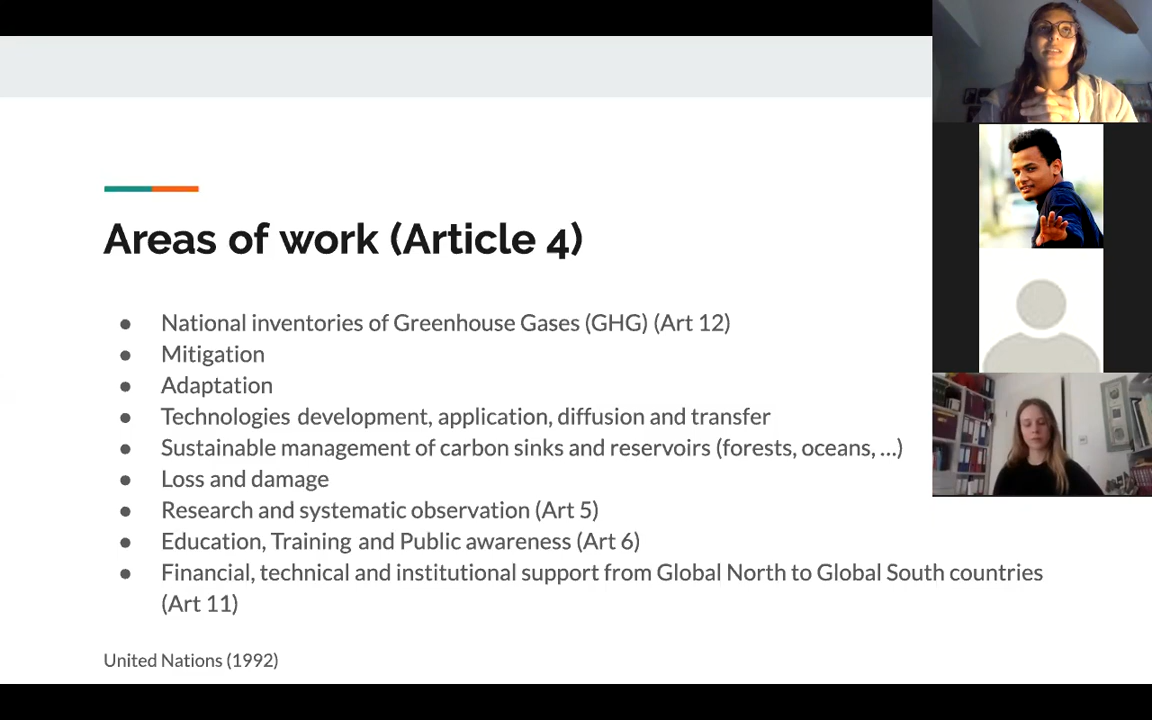 Areas of work (Article 4)
● National inventories of Greenhouse Gases (GHG) (Art 12)
● Mitigation
● Adaptation
● Technologies development, application, diffusion and transfer
● Sustainable management of carbon sinks and reservoirs (forests, oceans, ...)
● Loss and damage
● Research and systematic observation (Art 5)
● Education, Training and Public awareness (Art 6)
● Financial, technical and institutional support from Global North to Global South countries
(Art 11)
United Nations (1992)